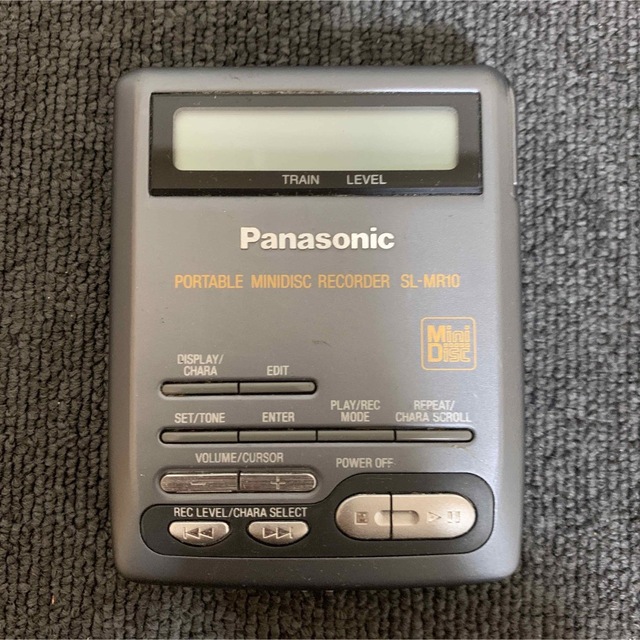 TRAIN LEVEL
Panasonic
PORTABLE MINIDISC RECORDER SL-MR10
Mini
Disc
DISPLAY/
CHARA
EDIT
SET/TONE
ENTER
PLAY/REC
MODE
REPEAT/
CHARA SCROLL
VOLUME/CURSOR
− +
POWER OFF
REC LEVEL/CHARA SELECT